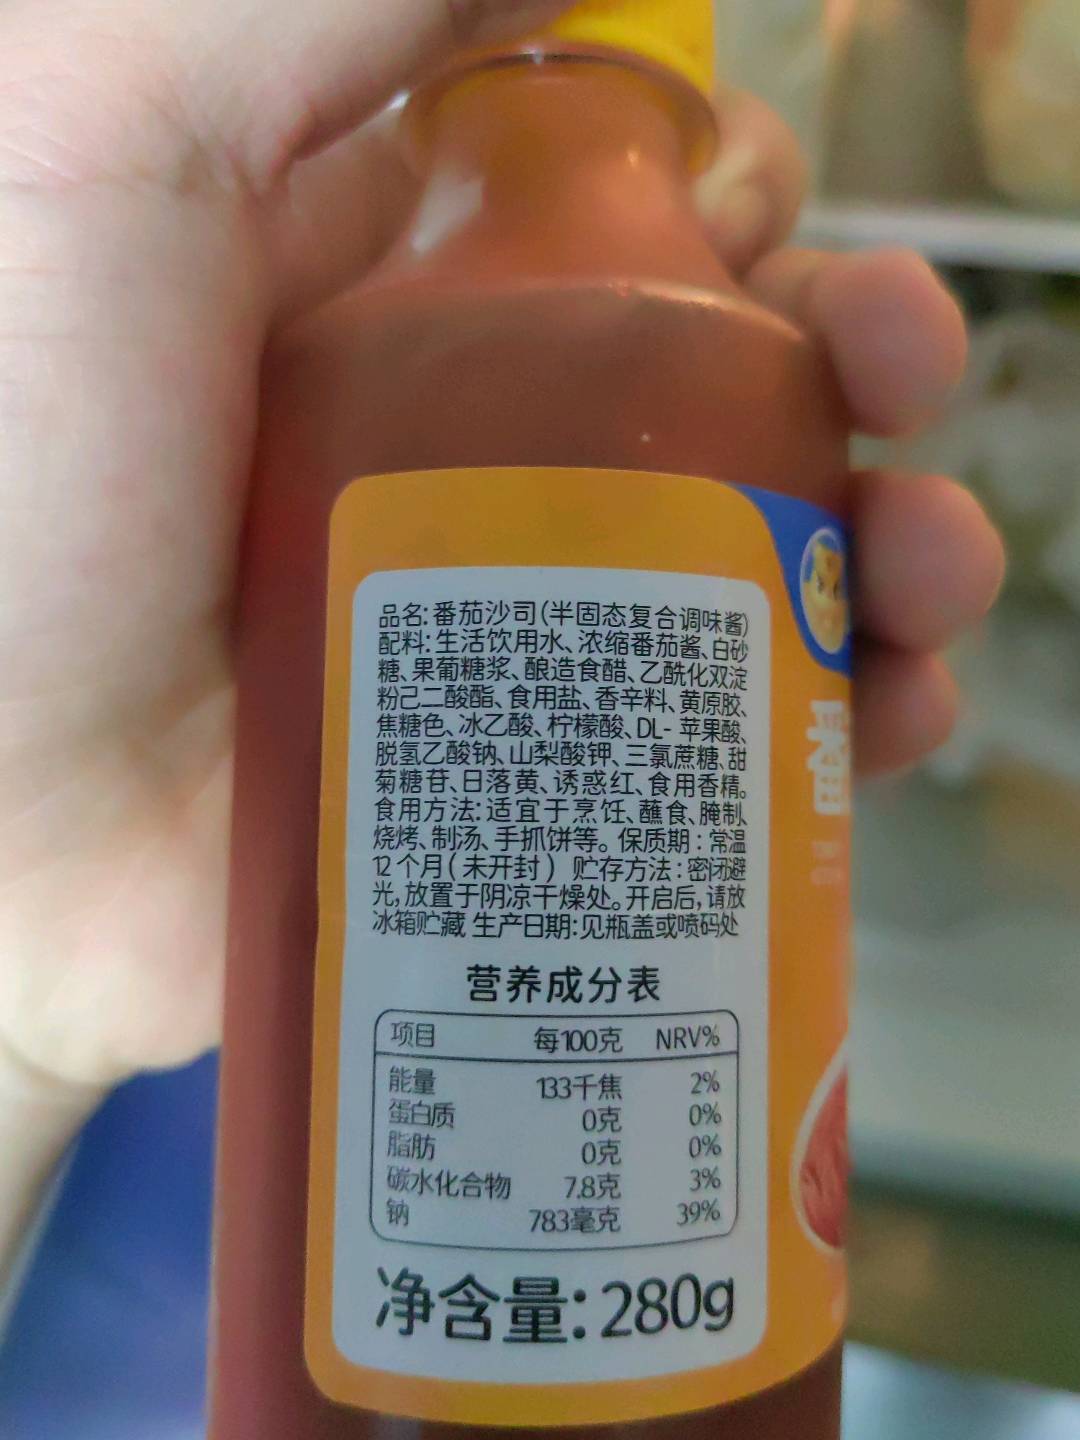 品名:番茄沙司(半固态复合调味酱)
配料:生活饮用水、浓缩番茄酱、白砂
糖、果葡糖浆、酿造食醋、乙酰化双淀
粉己二酸酯、食用盐、香辛料、黄原胶、
焦糖色、冰乙酸、柠檬酸、DL- 苹果酸、
脱氢乙酸钠、山梨酸钾、三氯蔗糖、甜
菊糖苷、日落黄、诱惑红、食用香精。
食用方法:适宜于烹饪、蘸食、腌制、
烧烤、制汤、手抓饼等。保质期:常温
12个月(未开封) 贮存方法:密闭避
光,放置于阴凉干燥处。开启后,请放
冰箱贮藏 生产日期:见瓶盖或喷码处
营养成分表
项目 每100克 NRV%
能量 133千焦 2%
蛋白质 0克 0%
脂肪 0克 0%
碳水化合物 7.8克 3%
钠 783毫克 39%
净含量:280g
番